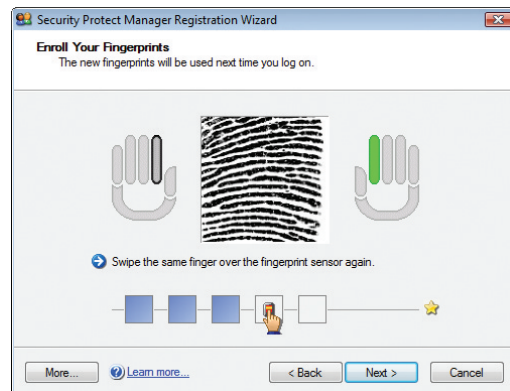 Security Protect Manager Registration Wizard
Enroll Your Fingerprints
The new fingerprints will be used next time you log on.
Swipe the same finger over the fingerprint sensor again.
More... Learn more... < Back Next > Cancel